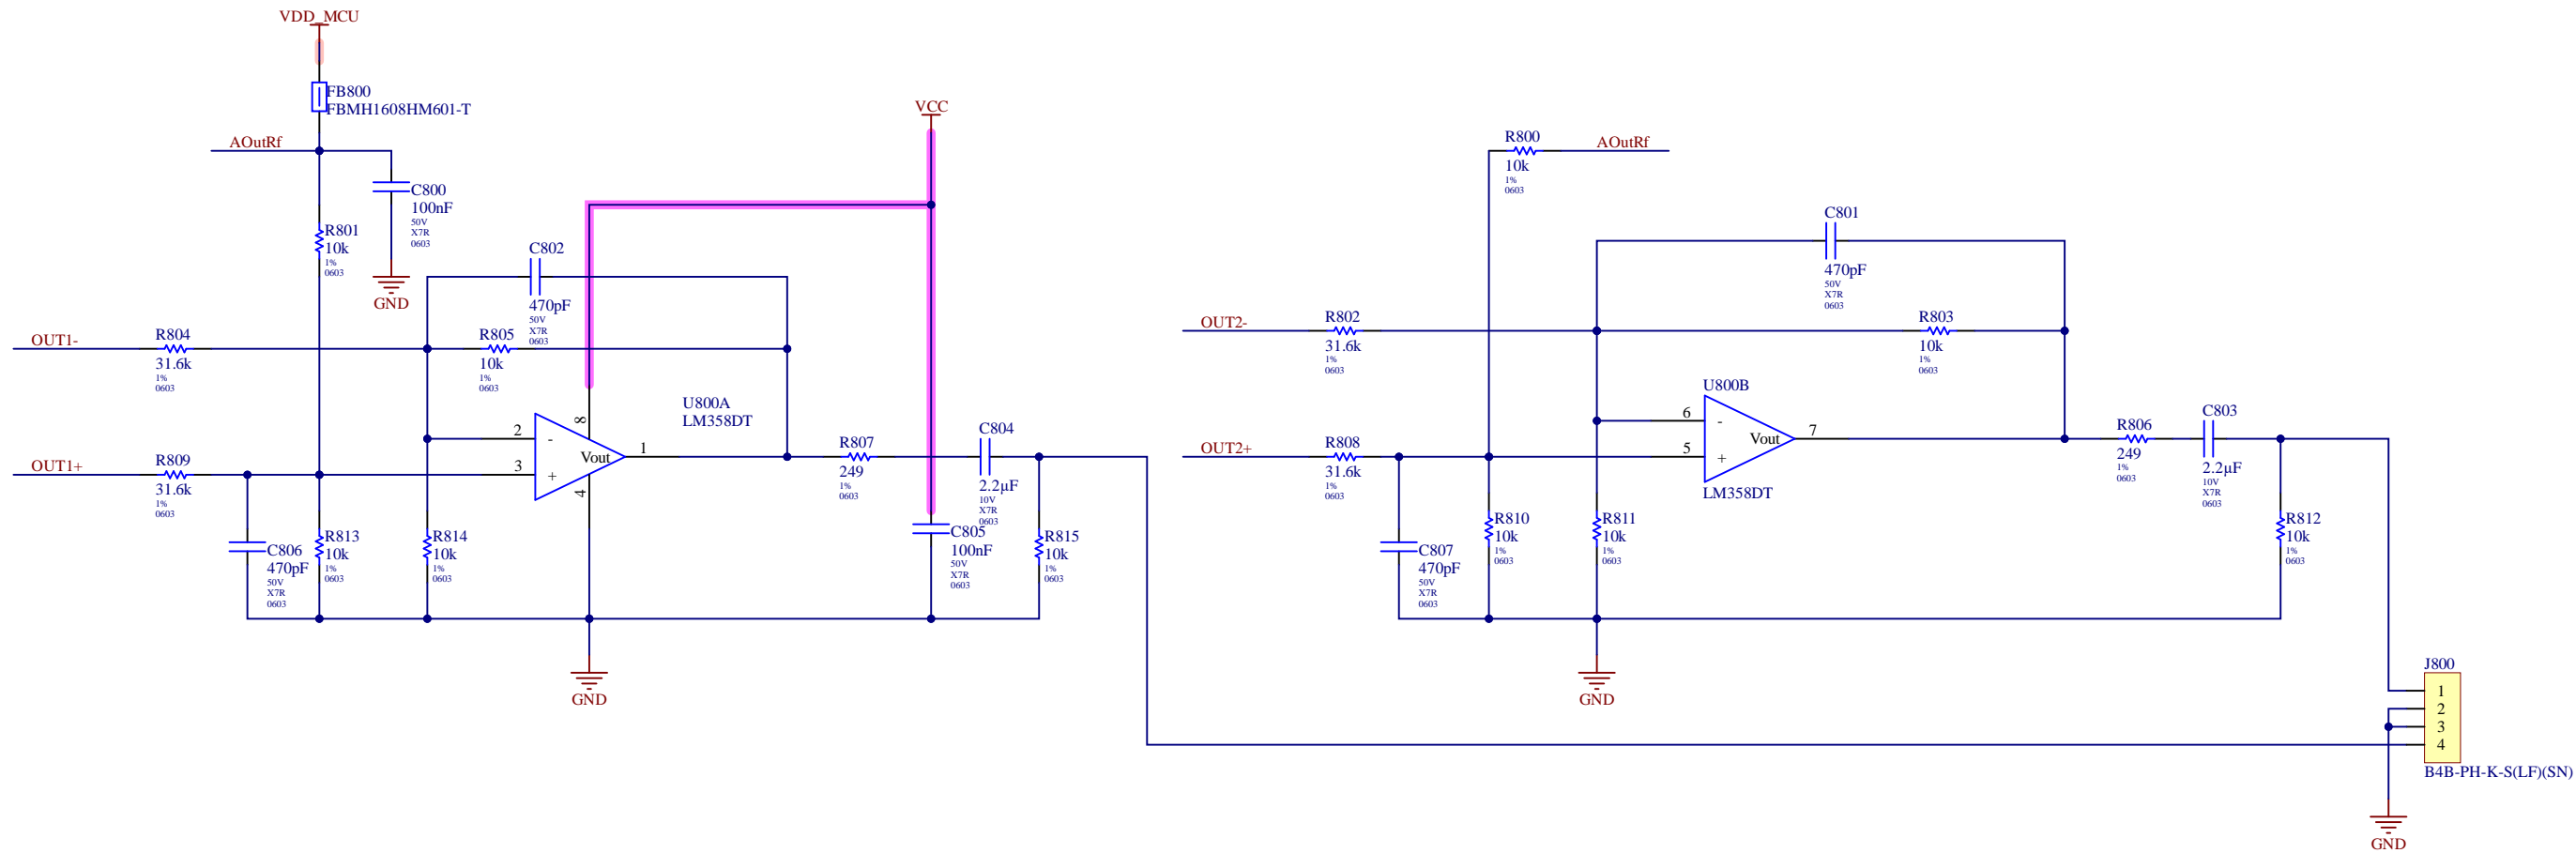 VDD_MCU
FB800
FBMH1608HM601-T
AOutRf
C800
100nF
50V
X7R
0603
GND
R801
10k
1%
0603
VCC
C802
470pF
50V
X7R
0603
OUT1-
R804
31.6k
1%
0603
R805
10k
1%
0603
U800A
LM358DT
8
2
-
3
+
Vout
1
4
OUT1+
R809
31.6k
1%
0603
R807
249
1%
0603
C804
2.2µF
10V
X7R
0603
C805
100nF
50V
X7R
0603
R815
10k
1%
0603
C806
470pF
50V
X7R
0603
R813
10k
1%
0603
R814
10k
1%
0603
GND
R800
10k
1%
0603
AOutRf
C801
470pF
50V
X7R
0603
OUT2-
R802
31.6k
1%
0603
R803
10k
1%
0603
U800B
6
-
5
+
Vout
7
LM358DT
OUT2+
R808
31.6k
1%
0603
R806
249
1%
0603
C803
2.2µF
10V
X7R
0603
C807
470pF
50V
X7R
0603
R810
10k
1%
0603
R811
10k
1%
0603
R812
10k
1%
0603
GND
J800
1
2
3
4
B4B-PH-K-S(LF)(SN)
GND